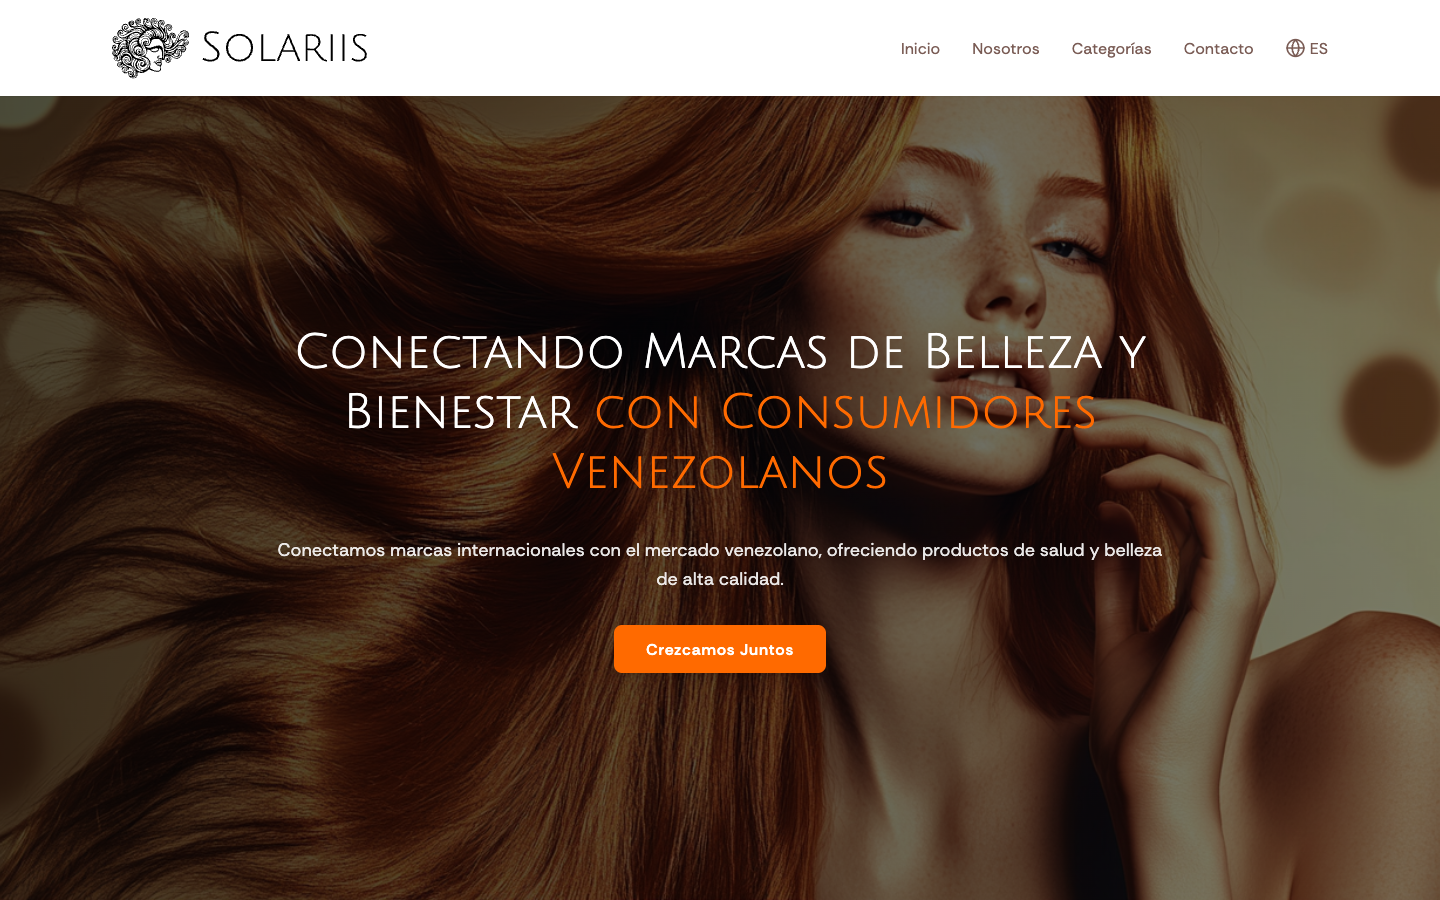 Solariis
Inicio
Nosotros
Categorías
Contacto
ES
Conectando Marcas de Belleza y
Bienestar con Consumidores
Venezolanos
Conectamos marcas internacionales con el mercado venezolano, ofreciendo productos de salud y belleza
de alta calidad.
Crezcamos Juntos